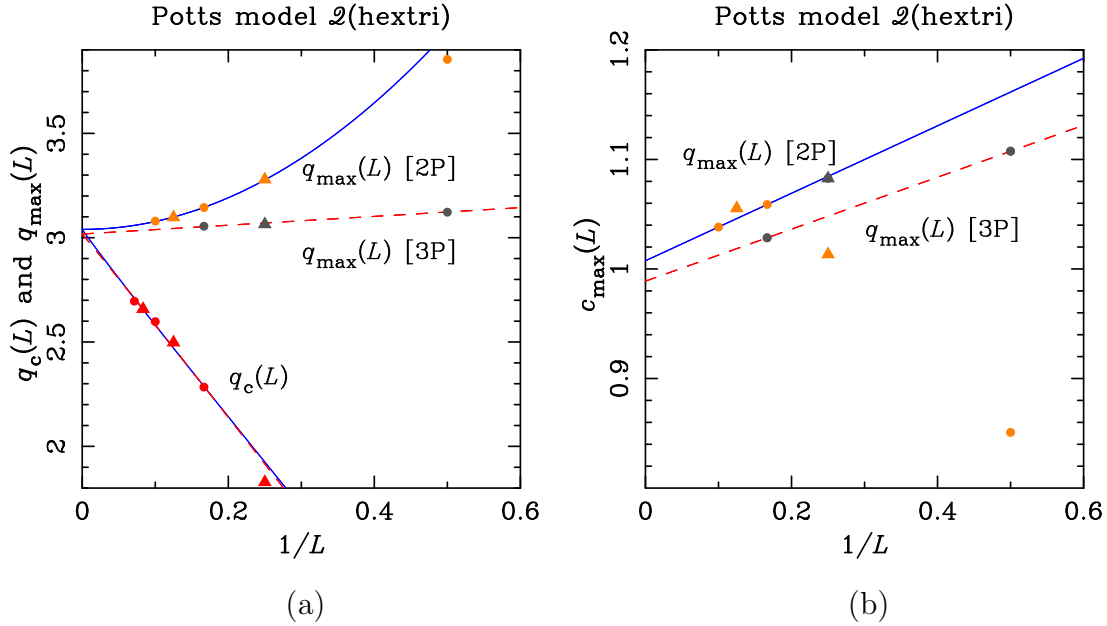 Potts model 𝒬(hextri)
q_c(L) and q_max(L)
3.5
3
2.5
2
q_max(L) [2P]
q_max(L) [3P]
q_c(L)
0
0.2
0.4
0.6
1/L
(a)
Potts model 𝒬(hextri)
c_max(L)
1.2
1.1
1
0.9
q_max(L) [2P]
q_max(L) [3P]
0
0.2
0.4
0.6
1/L
(b)